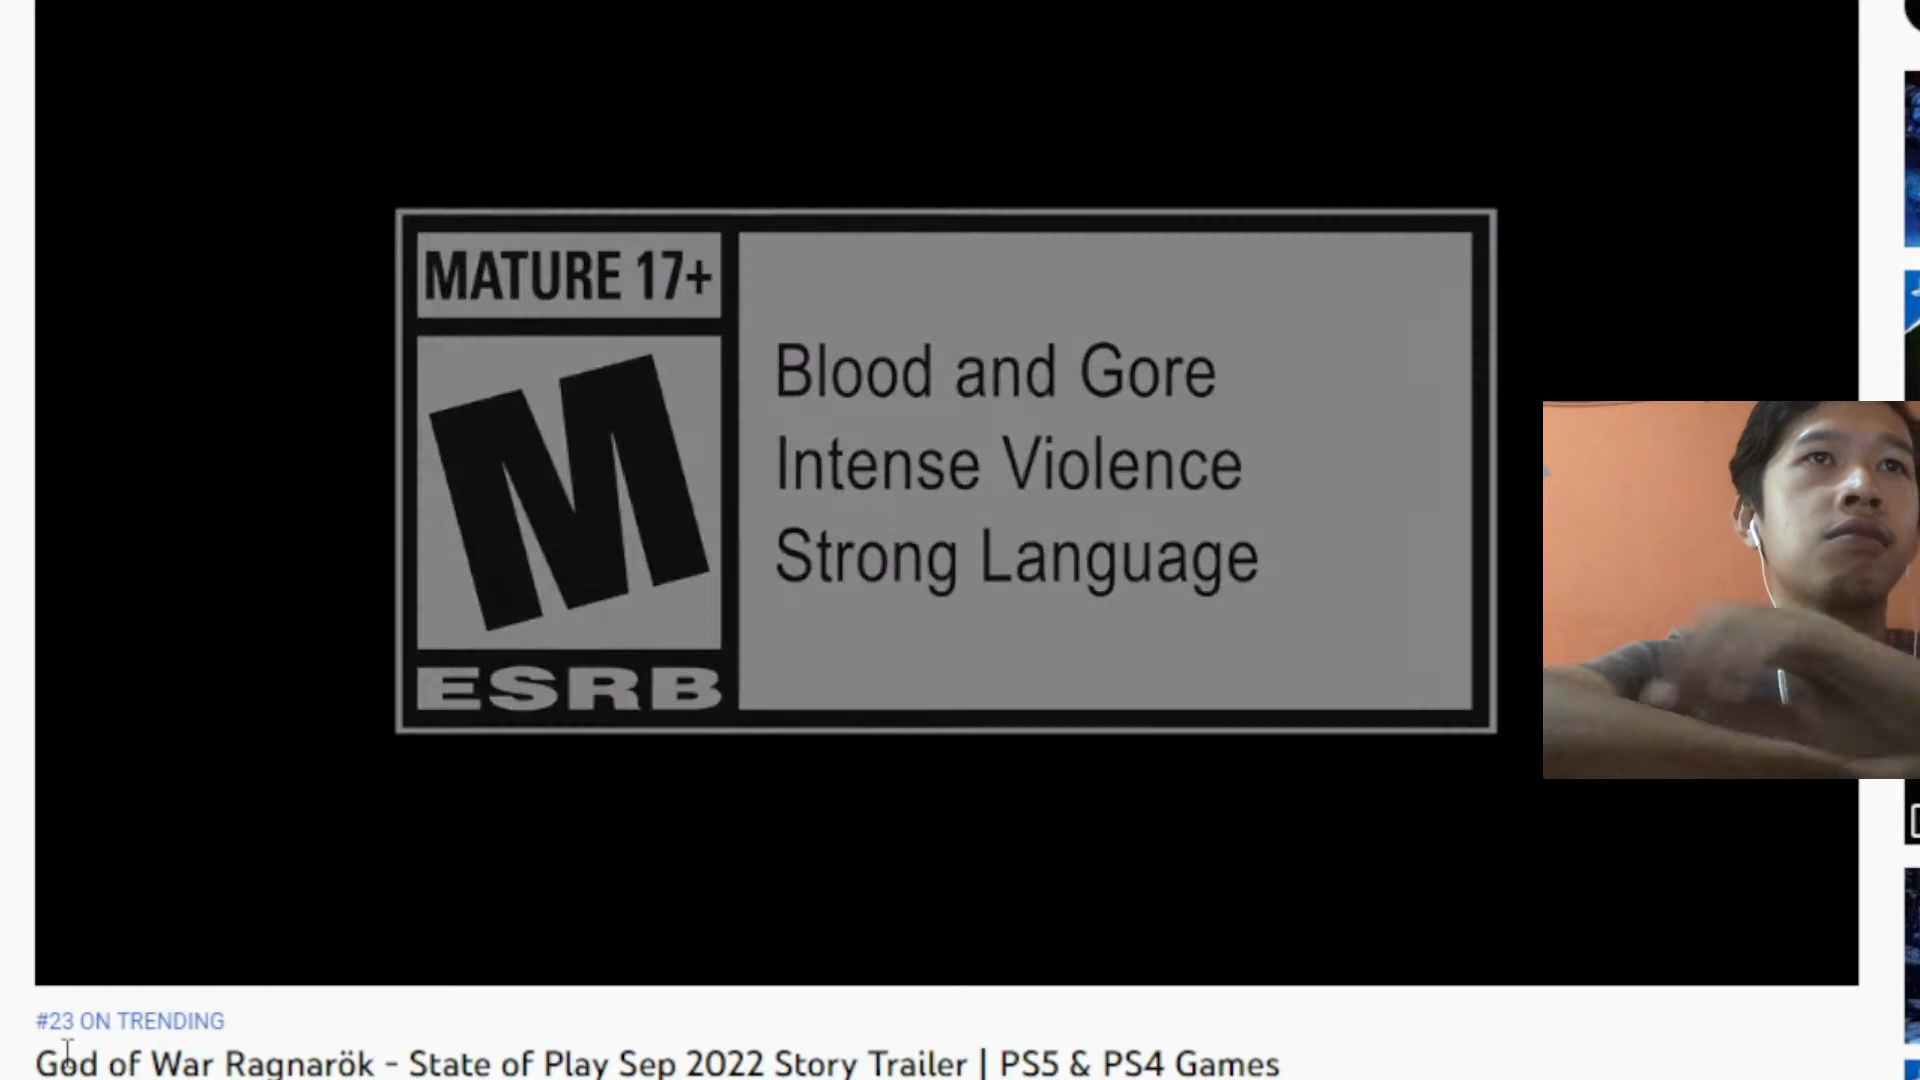 MATURE 17+
M
ESRB
Blood and Gore
Intense Violence
Strong Language
#23 ON TRENDING
God of War Ragnarök - State of Play Sep 2022 Story Trailer | PS5 & PS4 Games